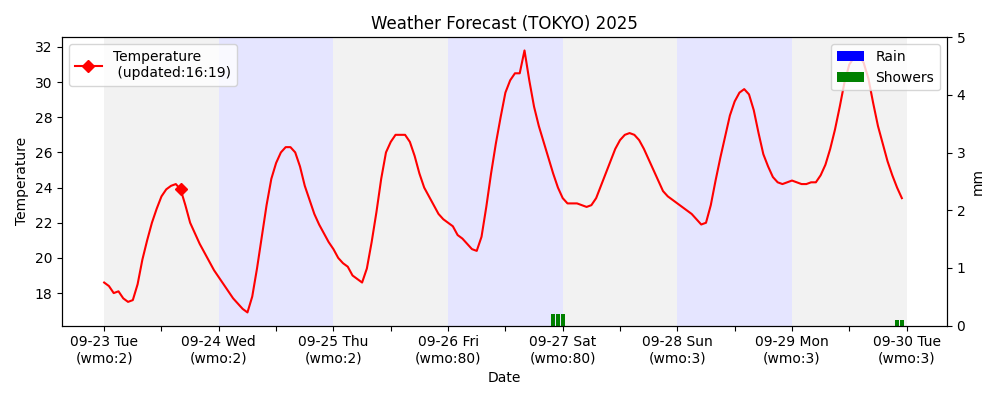 Weather Forecast (TOKYO) 2025
Temperature
(updated:16:19)
Rain
Showers
32
30
28
26
24
22
20
18
Temperature
5
4
3
2
1
0
mm
09-23 Tue 09-24 Wed 09-25 Thu 09-26 Fri 09-27 Sat 09-28 Sun 09-29 Mon 09-30 Tue
(wmo:2) (wmo:2) (wmo:2) (wmo:80) (wmo:80) (wmo:3) (wmo:3) (wmo:3)
Date